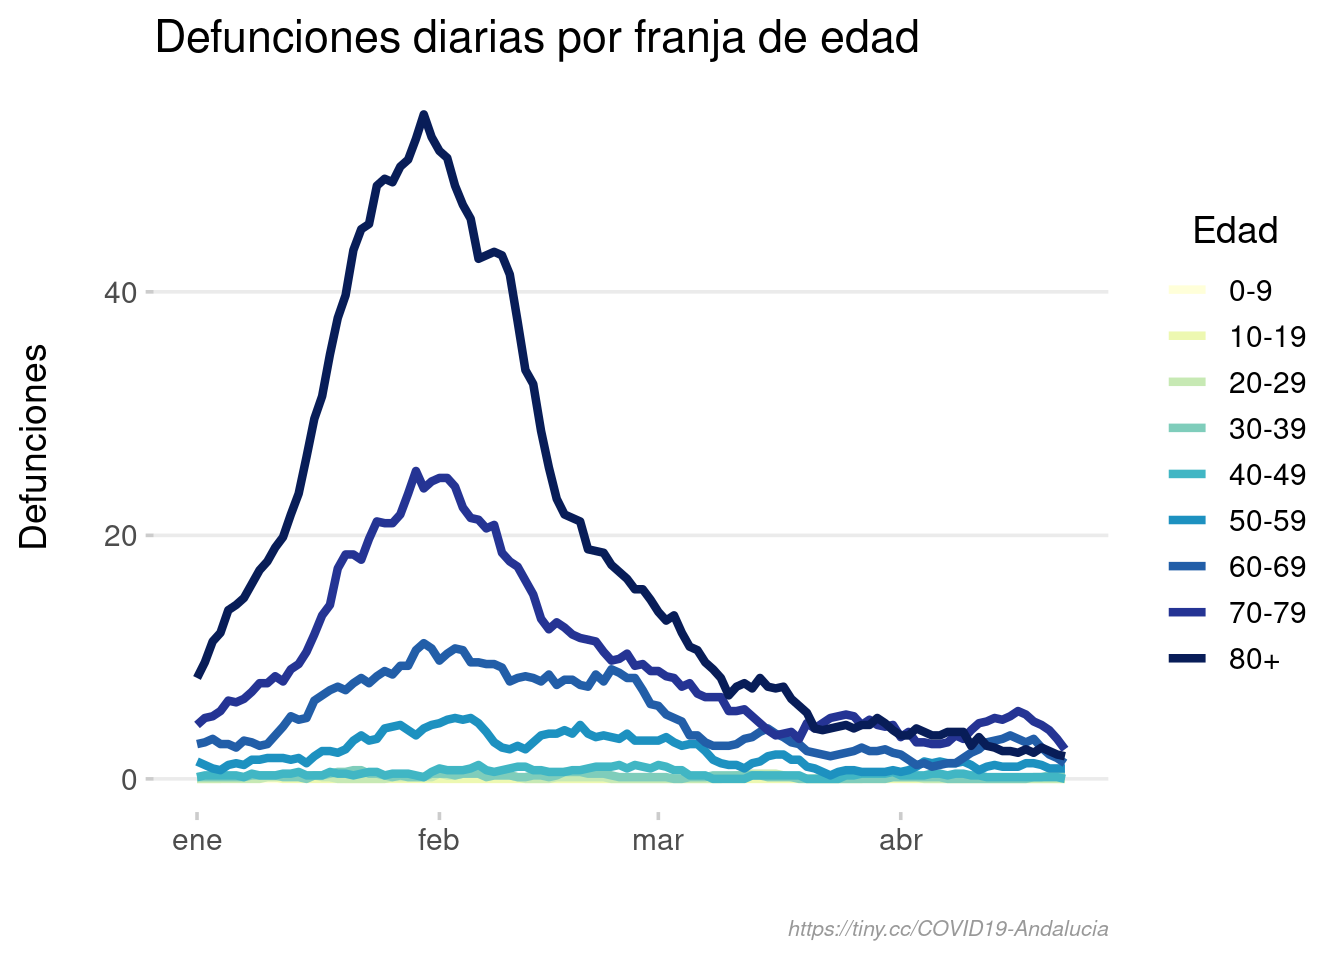 Defunciones diarias por franja de edad
Defunciones
40
20
0
ene
feb
mar
abr
Edad
0-9
10-19
20-29
30-39
40-49
50-59
60-69
70-79
80+
https://tiny.cc/COVID19-Andalucia